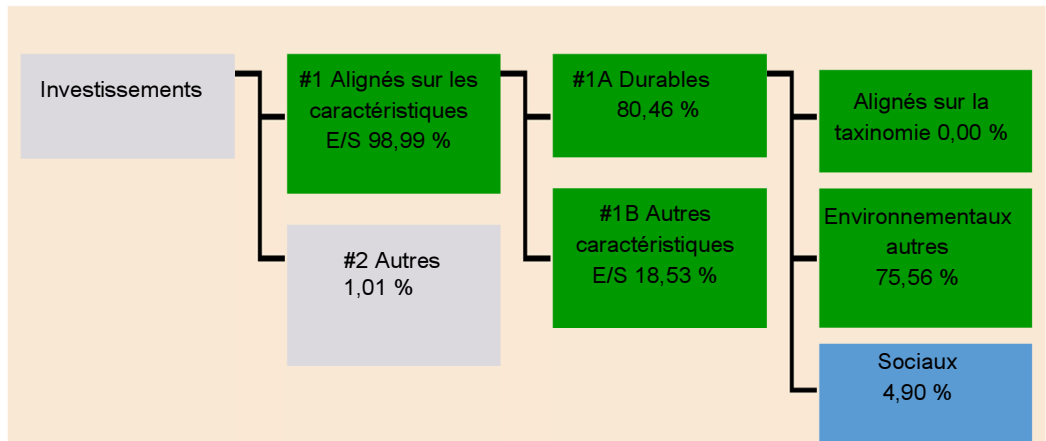 Investissements
#1 Alignés sur les
caractéristiques
E/S 98,99 %
#2 Autres
1,01 %
#1A Durables
80,46 %
#1B Autres
caractéristiques
E/S 18,53 %
Alignés sur la
taxinomie 0,00 %
Environnementaux
autres
75,56 %
Sociaux
4,90 %